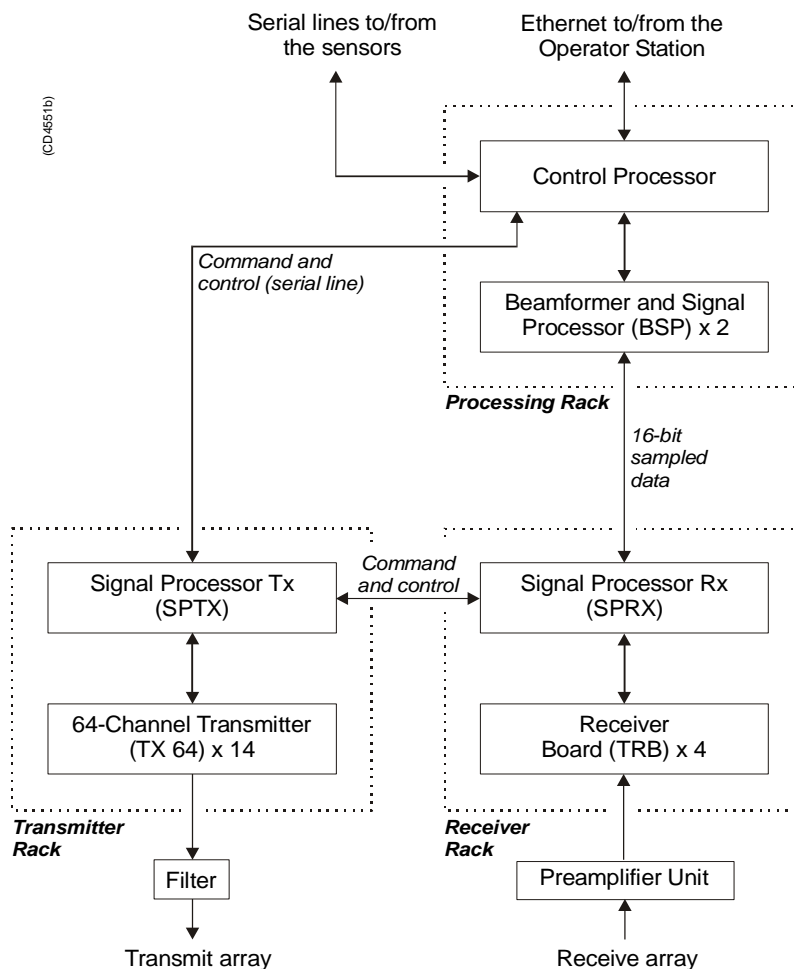 Serial lines to/from
the sensors
Ethernet to/from the
Operator Station
(CD4551b)
Control Processor
Command and
control (serial line)
Beamformer and Signal
Processor (BSP) x 2
Processing Rack
16-bit
sampled
data
Signal Processor Tx
(SPTX)
Command
and control
Signal Processor Rx
(SPRX)
64-Channel Transmitter
(TX 64) x 14
Receiver
Board (TRB) x 4
Transmitter
Rack
Receiver
Rack
Filter
Preamplifier Unit
Transmit array
Receive array